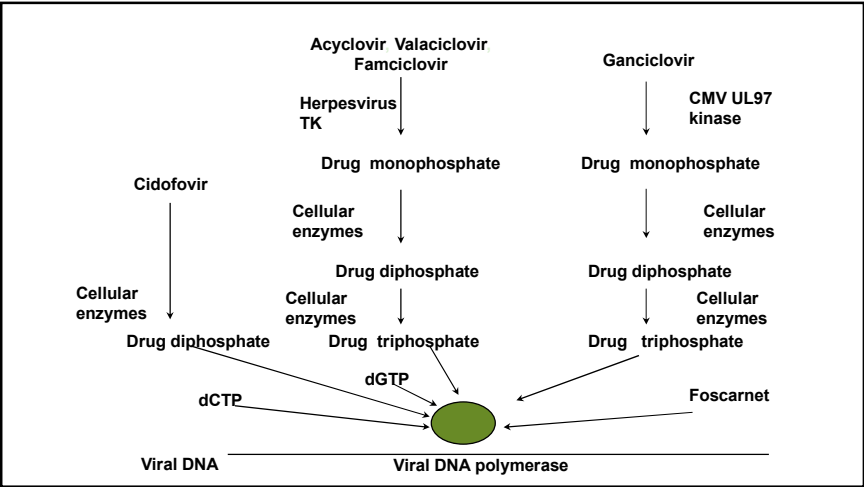 Acyclovir, Valaciclovir,
Famciclovir
Ganciclovir
Herpesvirus
TK
CMV UL97
kinase
Drug monophosphate
Drug monophosphate
Cidofovir
Cellular
enzymes
Cellular
enzymes
Drug diphosphate
Drug diphosphate
Cellular
enzymes
Cellular
enzymes
Cellular
enzymes
Drug diphosphate
Drug triphosphate
Drug triphosphate
dGTP
dCTP
Foscarnet
Viral DNA
Viral DNA polymerase